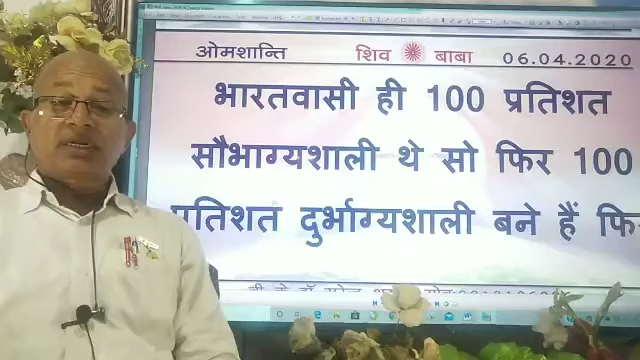 ओमशान्ति शिव बाबा 06.04.2020
भारतवासी ही 100 प्रतिशत
सौभाग्यशाली थे सो फिर 100
प्रतिशत दुर्भाग्यशाली बने हैं